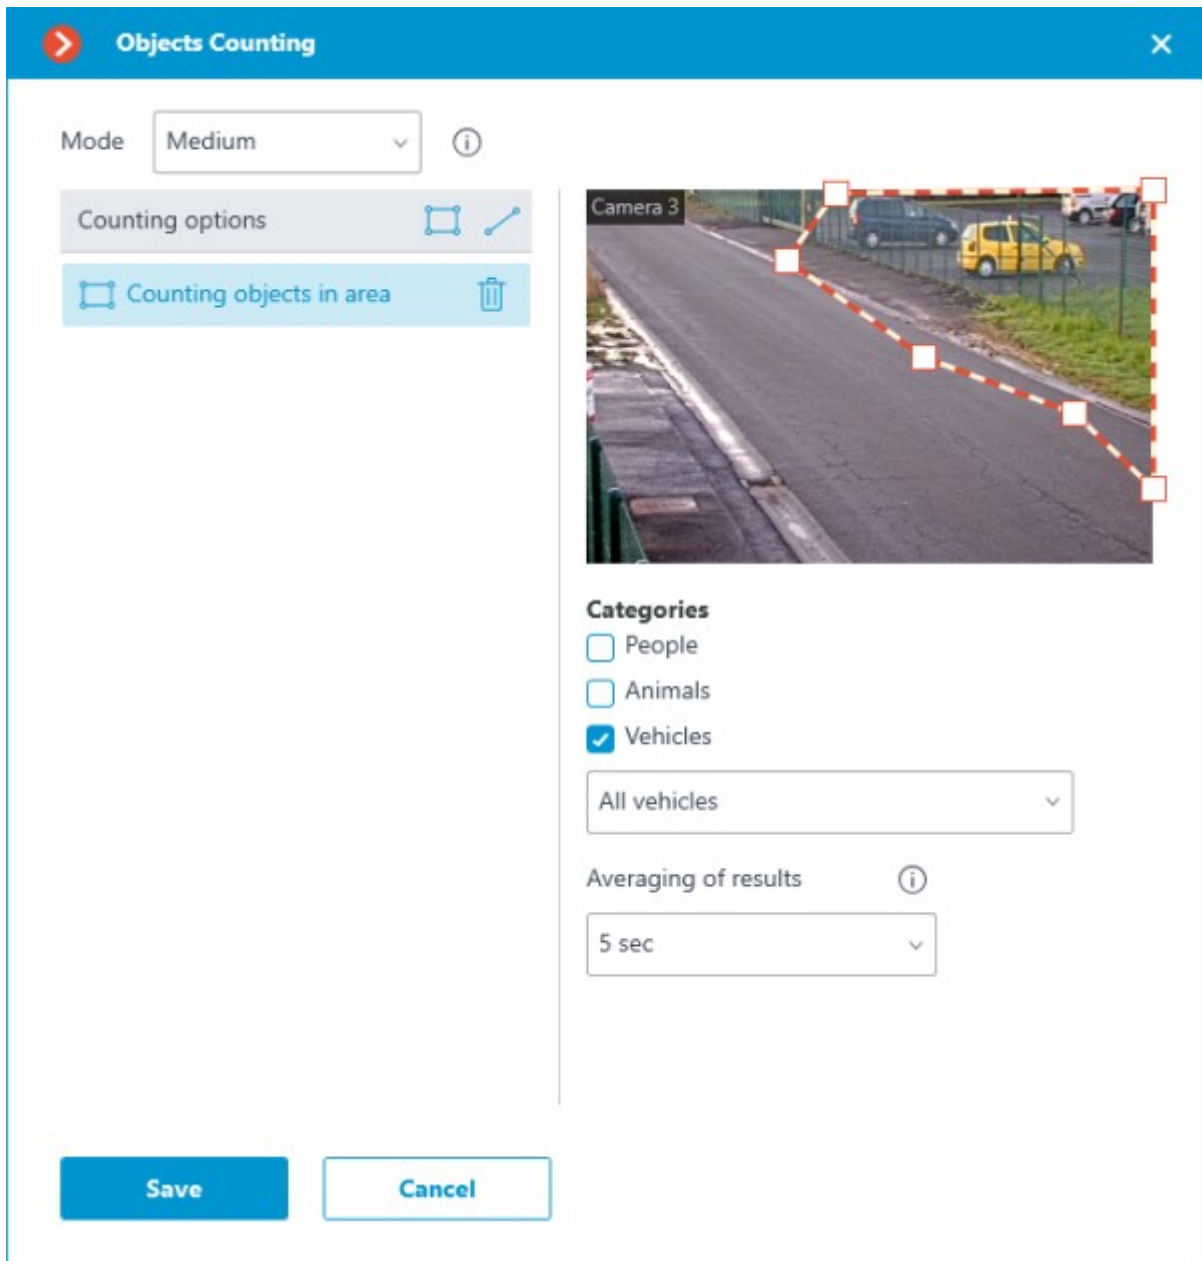 Objects Counting
Mode Medium
Counting options
Counting objects in area
Camera 3
Categories
People
Animals
Vehicles
All vehicles
Averaging of results
5 sec
Save Cancel